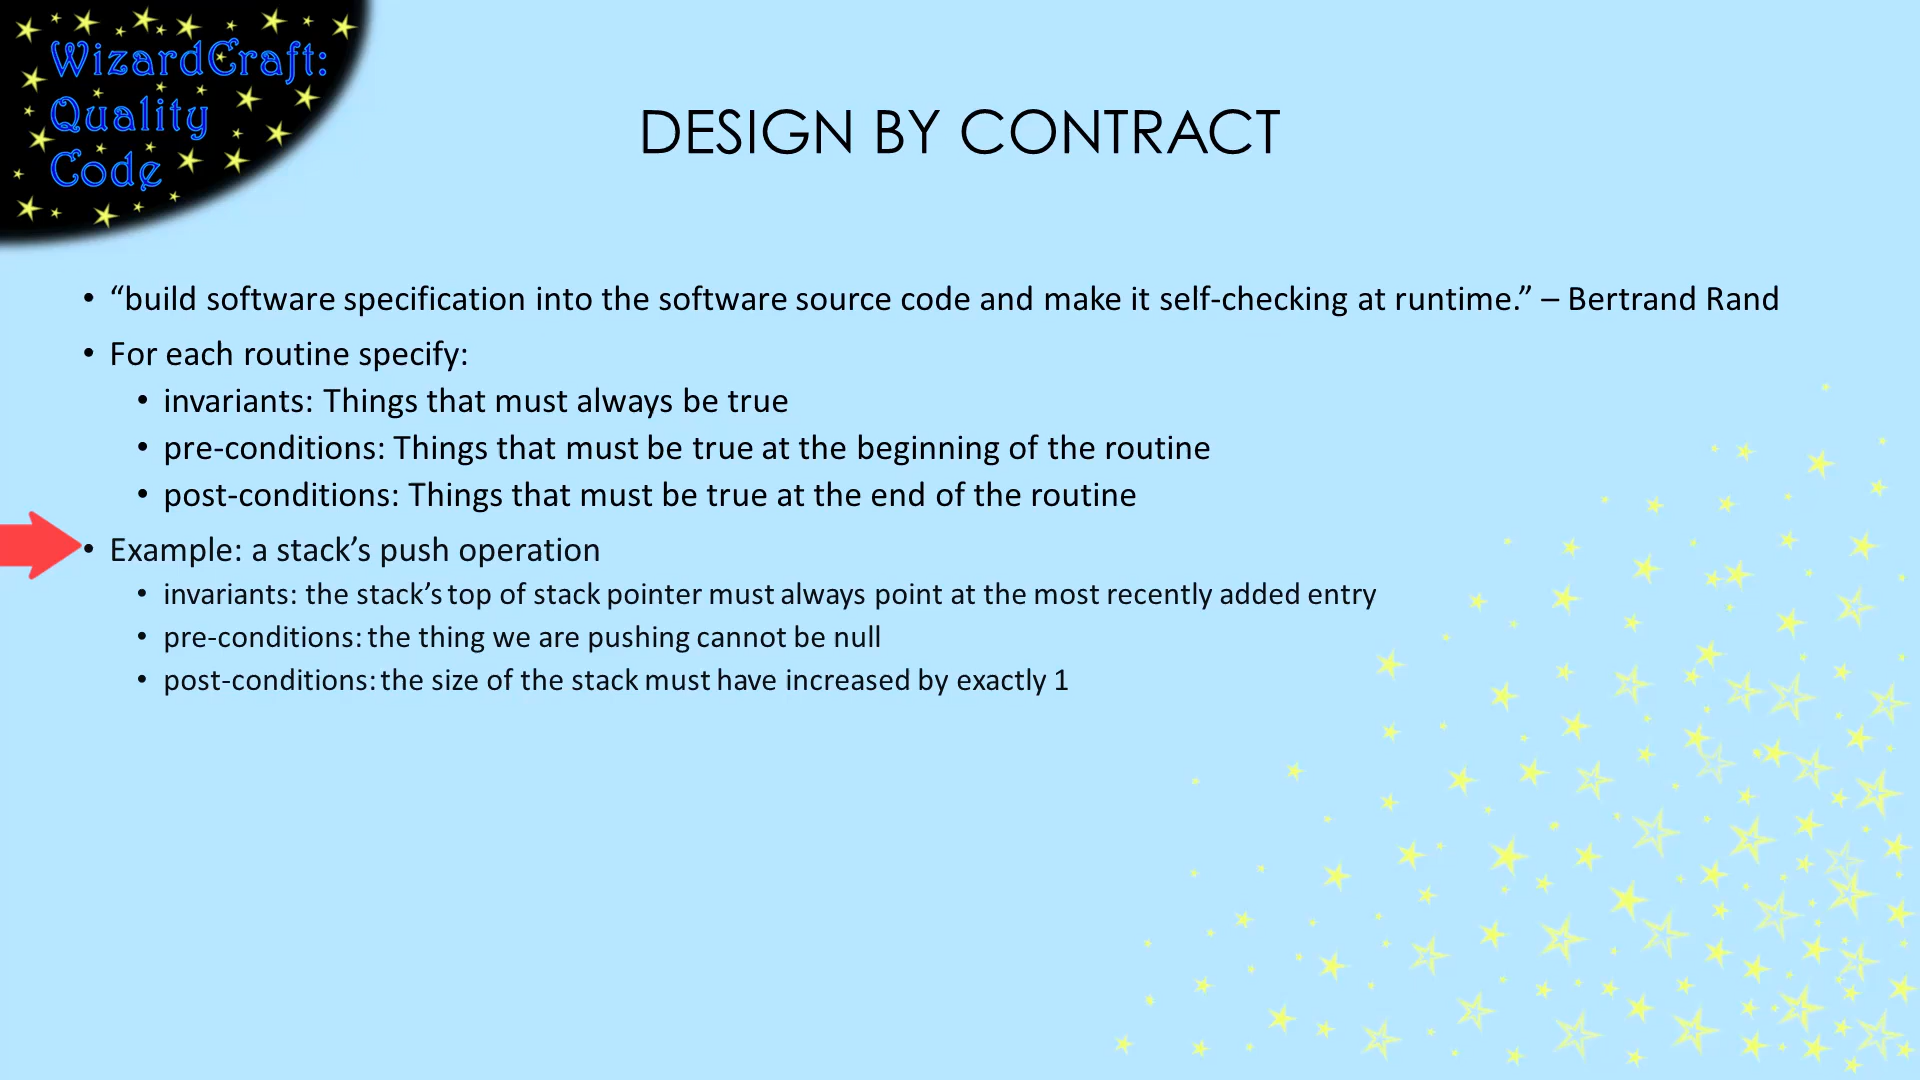 WizardCraft:
Quality
Code
DESIGN BY CONTRACT
• “build software specification into the software source code and make it self-checking at runtime.” – Bertrand Rand
• For each routine specify:
• invariants: Things that must always be true
• pre-conditions: Things that must be true at the beginning of the routine
• post-conditions: Things that must be true at the end of the routine
• Example: a stack’s push operation
• invariants: the stack’s top of stack pointer must always point at the most recently added entry
• pre-conditions: the thing we are pushing cannot be null
• post-conditions: the size of the stack must have increased by exactly 1